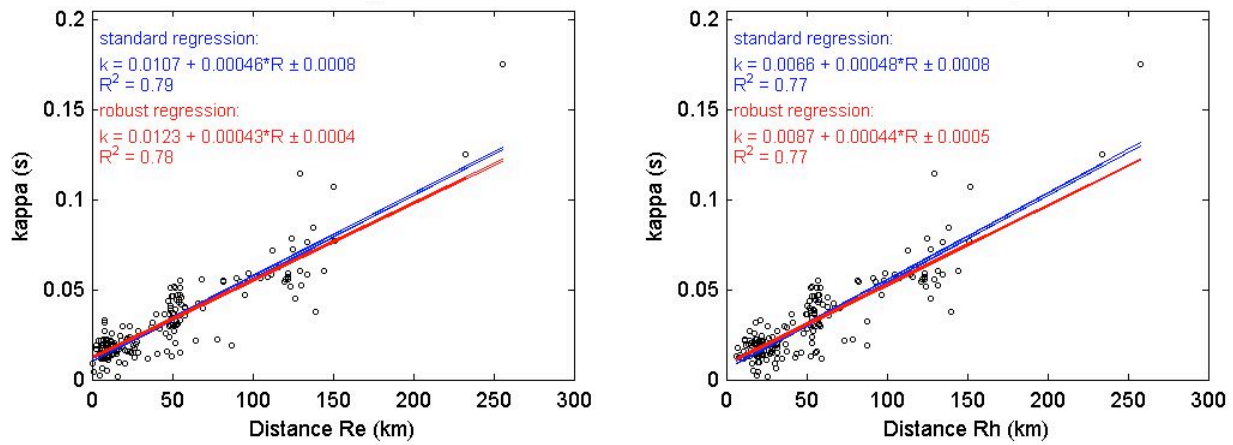 0.2
0.15
0.1
0.05
0
kappa (s)
standard regression:
k = 0.0107 + 0.00046*R ± 0.0008
R² = 0.79
robust regression:
k = 0.0123 + 0.00043*R ± 0.0004
R² = 0.78
0 50 100 150 200 250 300
Distance Re (km)
0.2
0.15
0.1
0.05
0
kappa (s)
standard regression:
k = 0.0066 + 0.00048*R ± 0.0008
R² = 0.77
robust regression:
k = 0.0087 + 0.00044*R ± 0.0005
R² = 0.77
0 50 100 150 200 250 300
Distance Rh (km)